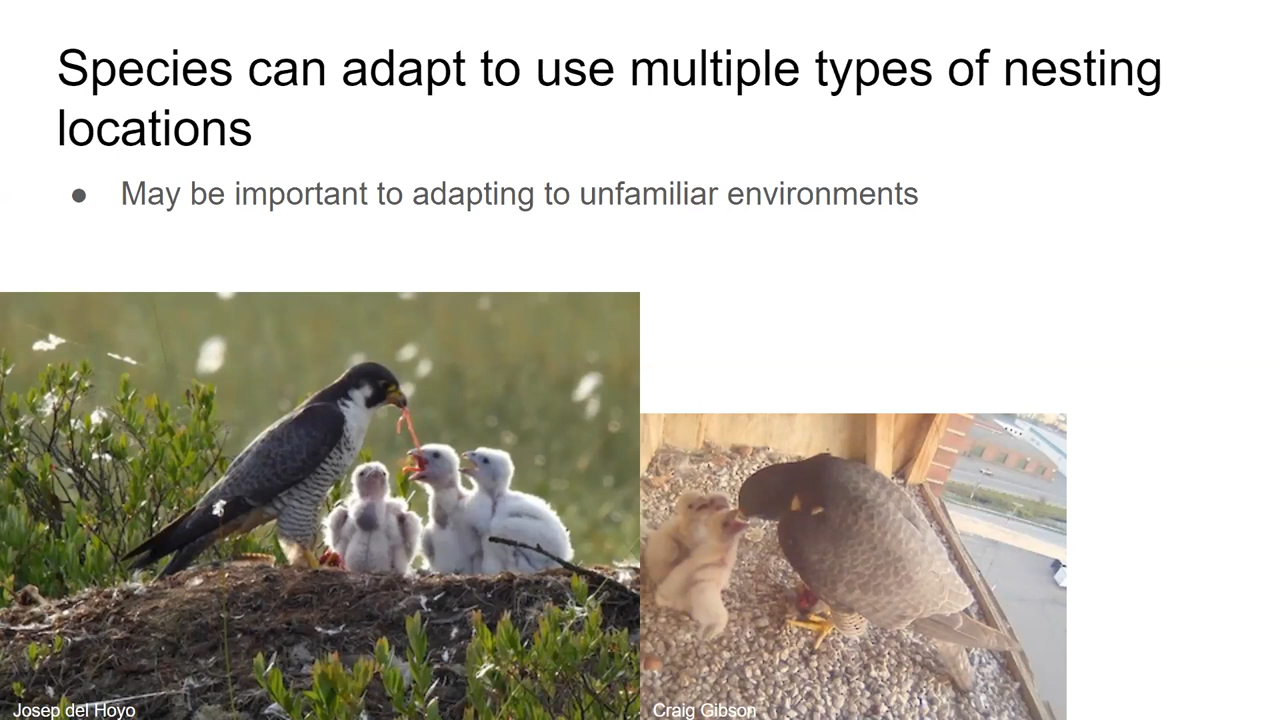 Species can adapt to use multiple types of nesting
locations
● May be important to adapting to unfamiliar environments
Josep del Hoyo
Craig Gibson